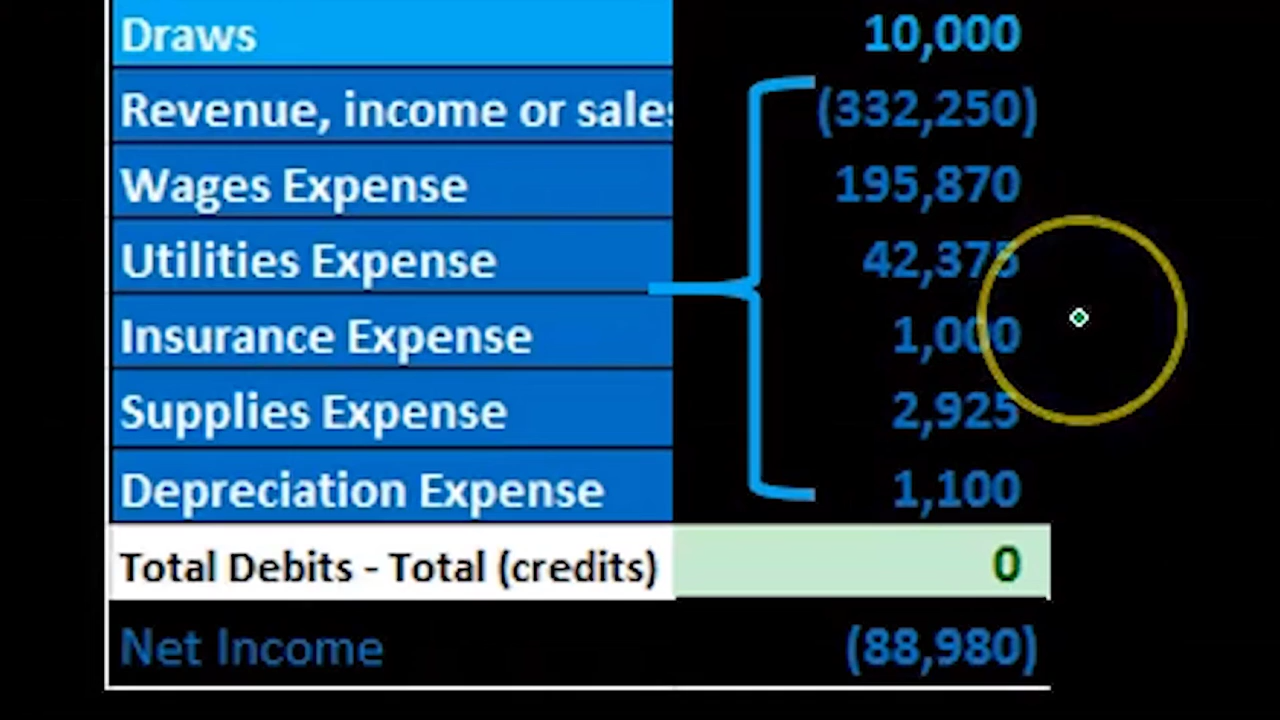 Draws 10,000
Revenue, income or sales (332,250)
Wages Expense 195,870
Utilities Expense 42,375
Insurance Expense 1,000
Supplies Expense 2,925
Depreciation Expense 1,100
Total Debits - Total (credits) 0
Net Income (88,980)